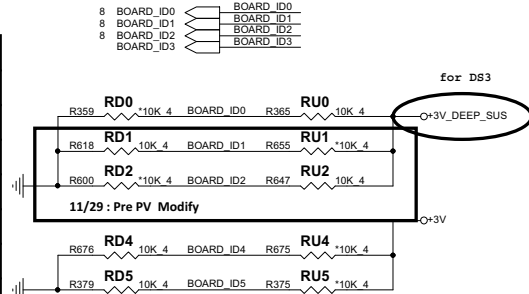 8 BOARD_ID0 BOARD_ID0
8 BOARD_ID1 BOARD_ID1
8 BOARD_ID2 BOARD_ID2
BOARD_ID3 BOARD_ID3
for DS3
RD0 RU0
R359 *10K_4 BOARD_ID0 R365 10K_4 +3V_DEEP_SUS
RD1 RU1
R618 10K_4 BOARD_ID1 R655 *10K_4
RD2 RU2
R600 *10K_4 BOARD_ID2 R647 10K_4
11/29 : Pre PV Modify
+3V
RD4 RU4
R676 10K_4 BOARD_ID4 R675 *10K_4
RD5 RU5
R379 10K_4 BOARD_ID5 R375 *10K_4